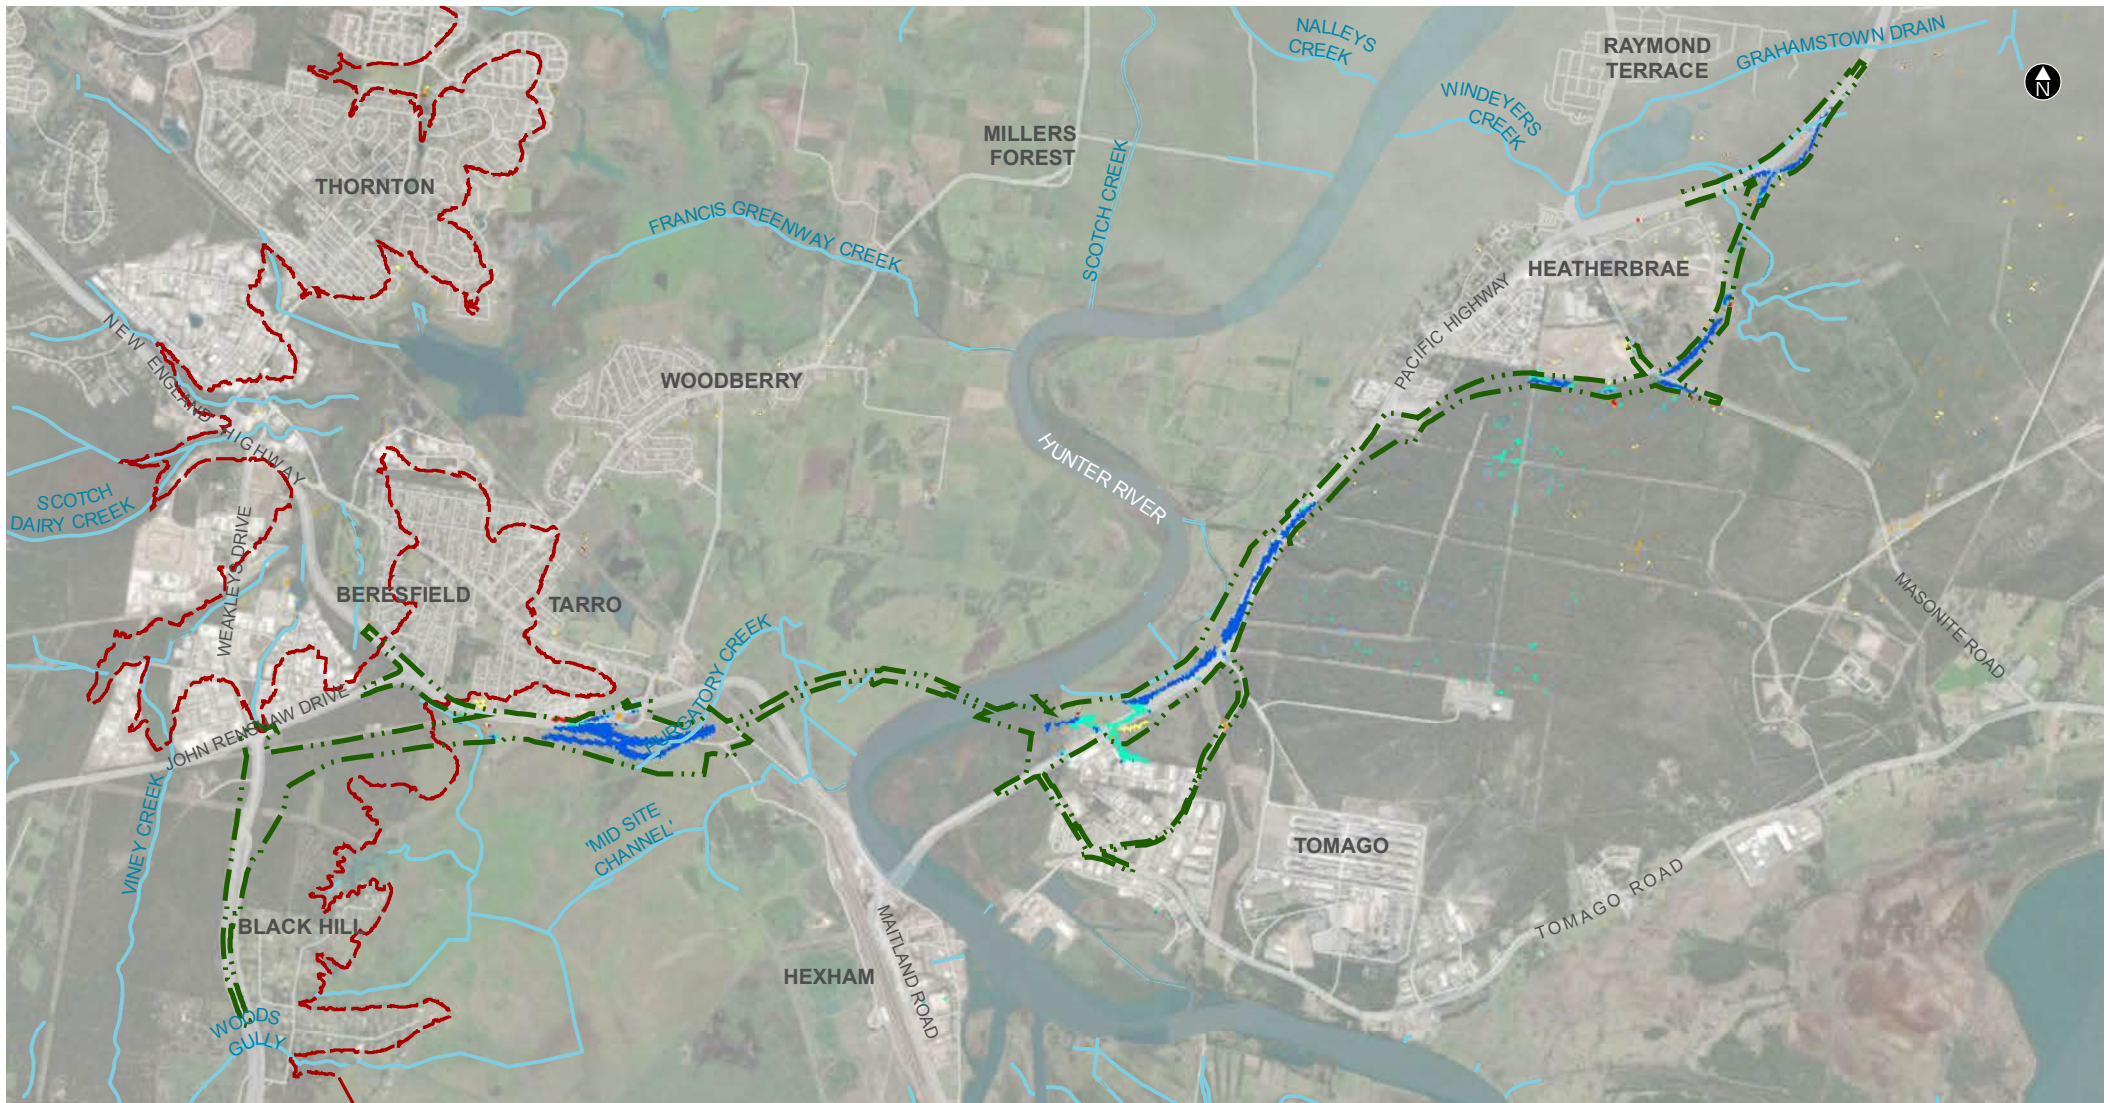 NALLEYS
CREEK
RAYMOND
TERRACE
GRAHAMSTOWN DRAIN
N
WINDEYERS
CREEK
MILLERS
FOREST
THORNTON
SCOTCH CREEK
FRANCIS GREENWAY CREEK
HEATHERBRAE
PACIFIC HIGHWAY
NEW ENGLAND HIGHWAY
WOODBERRY
HUNTER RIVER
SCOTCH
DAIRY CREEK
WEAKLEYS DRIVE
BERESFIELD
TARRO
MASONITE ROAD
PURGATORY CREEK
JOHN RENSHAW DRIVE
VINEY CREEK
'MID SITE
CHANNEL'
TOMAGO
TOMAGO ROAD
BLACK HILL
MAITLAND ROAD
HEXHAM
WOODS
GULLY